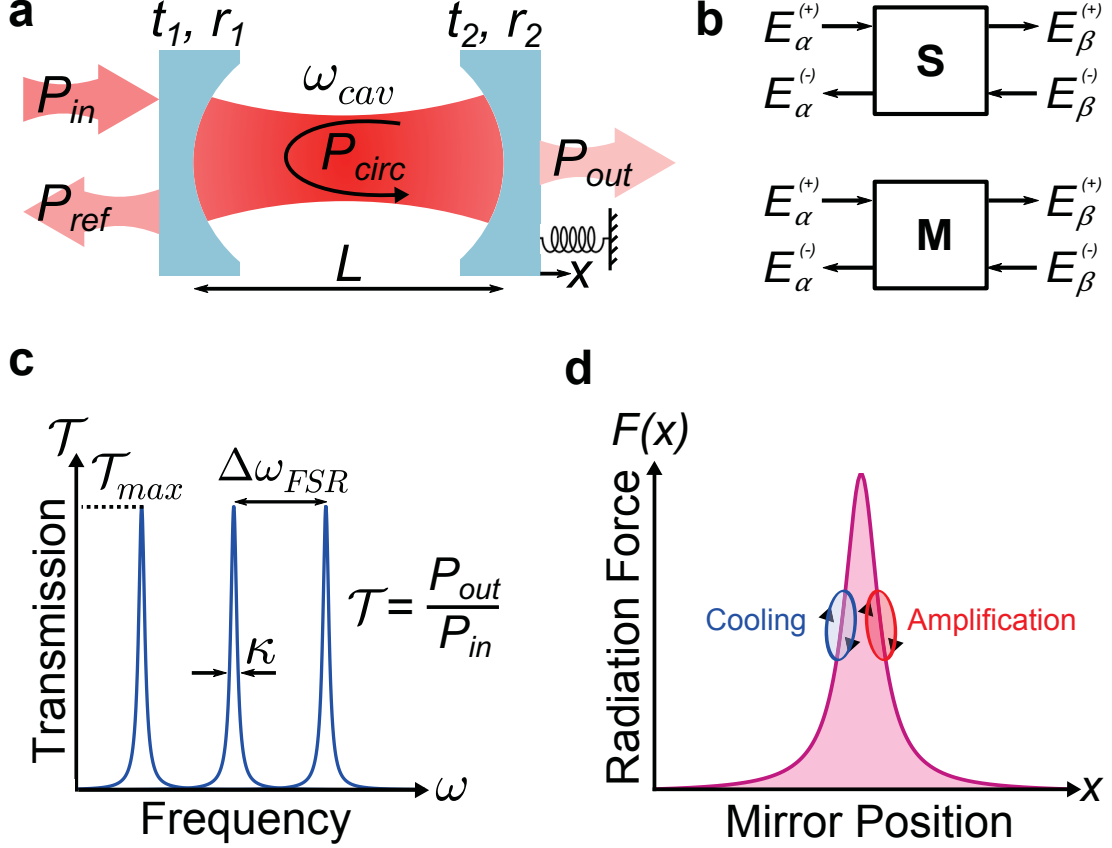 a
t1, r1
t2, r2
Pin
ωcav
Pcirc
Pout
Pref
L
x
b
Eα(+)
S
Eβ(+)
Eα(-)
Eβ(-)
Eα(+)
M
Eβ(+)
Eα(-)
Eβ(-)
c
𝒯
𝒯max
ΔωFSR
𝒯 = Pout/Pin
κ
Transmission
ω
Frequency
d
F(x)
Radiation Force
Cooling
Amplification
x
Mirror Position